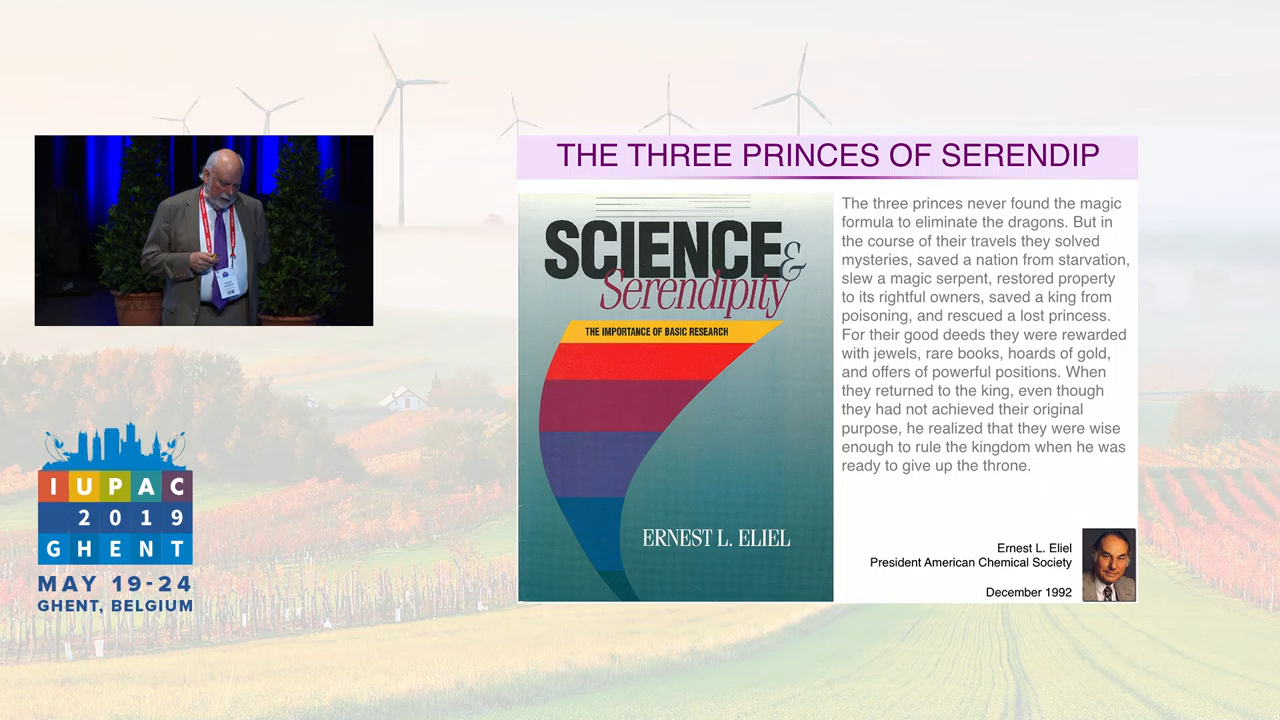 THE THREE PRINCES OF SERENDIP
SCIENCE &
Serendipity
THE IMPORTANCE OF BASIC RESEARCH
ERNEST L. ELIEL
The three princes never found the magic
formula to eliminate the dragons. But in
the course of their travels they solved
mysteries, saved a nation from starvation,
slew a magic serpent, restored property
to its rightful owners, saved a king from
poisoning, and rescued a lost princess.
For their good deeds they were rewarded
with jewels, rare books, hoards of gold,
and offers of powerful positions. When
they returned to the king, even though
they had not achieved their original
purpose, he realized that they were wise
enough to rule the kingdom when he was
ready to give up the throne.
Ernest L. Eliel
President American Chemical Society
December 1992
IUPAC
2019
GHENT
MAY 19-24
GHENT, BELGIUM